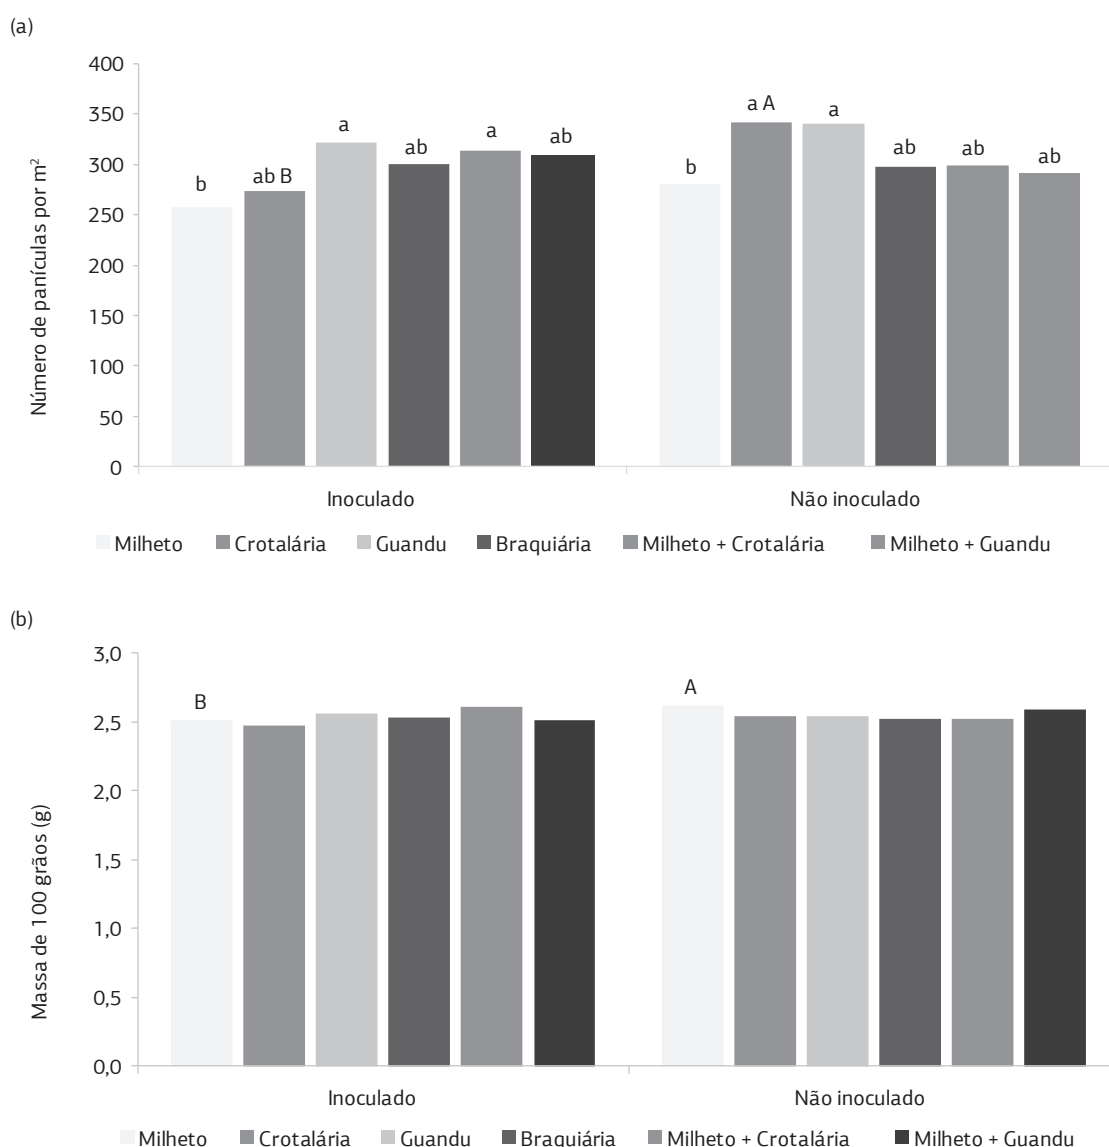 (a)
400
350
300
250
200
150
100
50
0
Número de panículas por m²
b
ab B
a
ab
a
ab
b
a A
a
ab
ab
ab
Inoculado
Não inoculado
Milheto Crotalária Guandu Braquiária Milheto + Crotalária Milheto + Guandu
(b)
3,0
2,5
2,0
1,5
1,0
0,5
0,0
Massa de 100 grãos (g)
B
A
Inoculado
Não inoculado
Milheto Crotalária Guandu Braquiária Milheto + Crotalária Milheto + Guandu